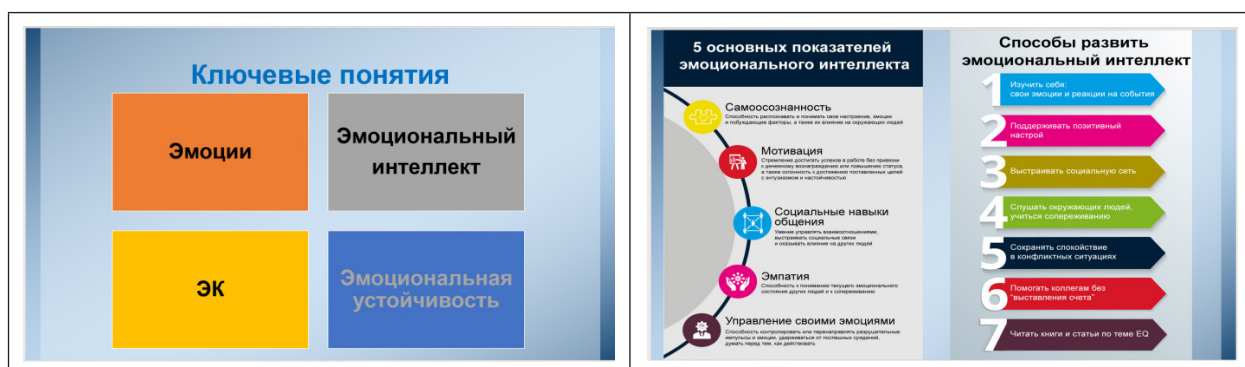 Ключевые понятия
Эмоции
Эмоциональный
интеллект
ЭК
Эмоциональная
устойчивость
5 основных показателей
эмоционального интеллекта
Самоосознанность
Способность распознавать и понимать свои настроение, эмоции
и побуждающие факторы, а также их влияние на окружающих людей
Мотивация
Стремление достигать успехов в работе без привязки
к денежному вознаграждению или повышению статуса,
а также склонность к достижению поставленных целей
с энтузиазмом и настойчивостью
Социальные навыки
общения
Умение управлять взаимоотношениями,
выстраивать социальные связи
и оказывать влияние на других людей
Эмпатия
Способность к пониманию текущего эмоционального
состояния других людей и к сопереживанию
Управление своими эмоциями
Способность контролировать или перенаправлять разрушительные
импульсы и эмоции, удерживаться от поспешных суждений,
думать перед тем, как действовать
Способы развить
эмоциональный интеллект
1 Изучить себя:
свои эмоции и реакции на события
2 Поддерживать позитивный
настрой
3 Выстраивать социальную сеть
4 Слушать окружающих людей,
учиться сопереживанию
5 Сохранять спокойствие
в конфликтных ситуациях
6 Помогать коллегам без
"выставления счета"
7 Читать книги и статьи по теме EQ